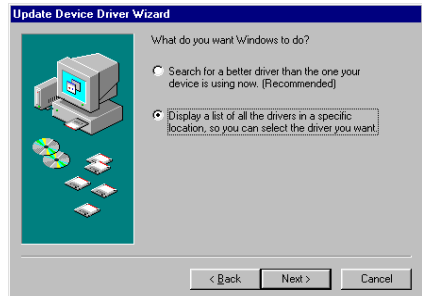 Update Device Driver Wizard
What do you want Windows to do?
Search for a better driver than the one your
device is using now. (Recommended)
Display a list of all the drivers in a specific
location, so you can select the driver you want.
< Back
Next >
Cancel